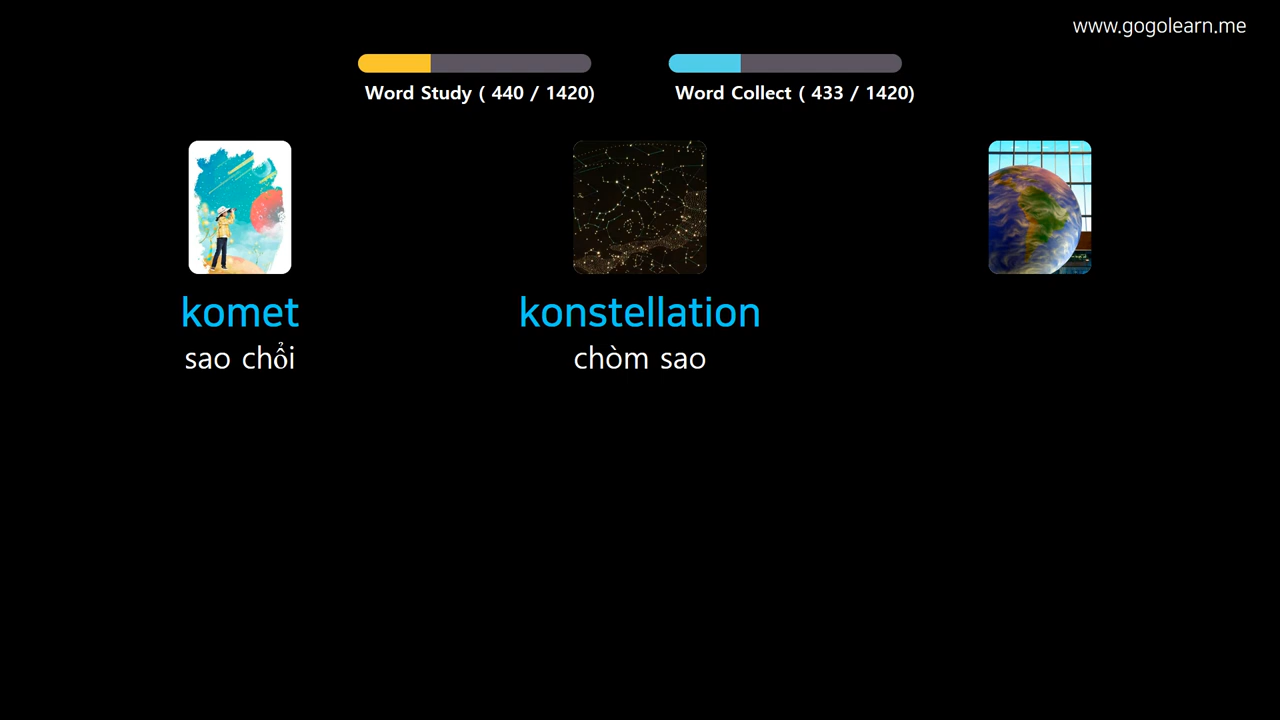 www.gogolearn.me
Word Study ( 440 / 1420)
Word Collect ( 433 / 1420)
komet
konstellation
sao chổi
chòm sao